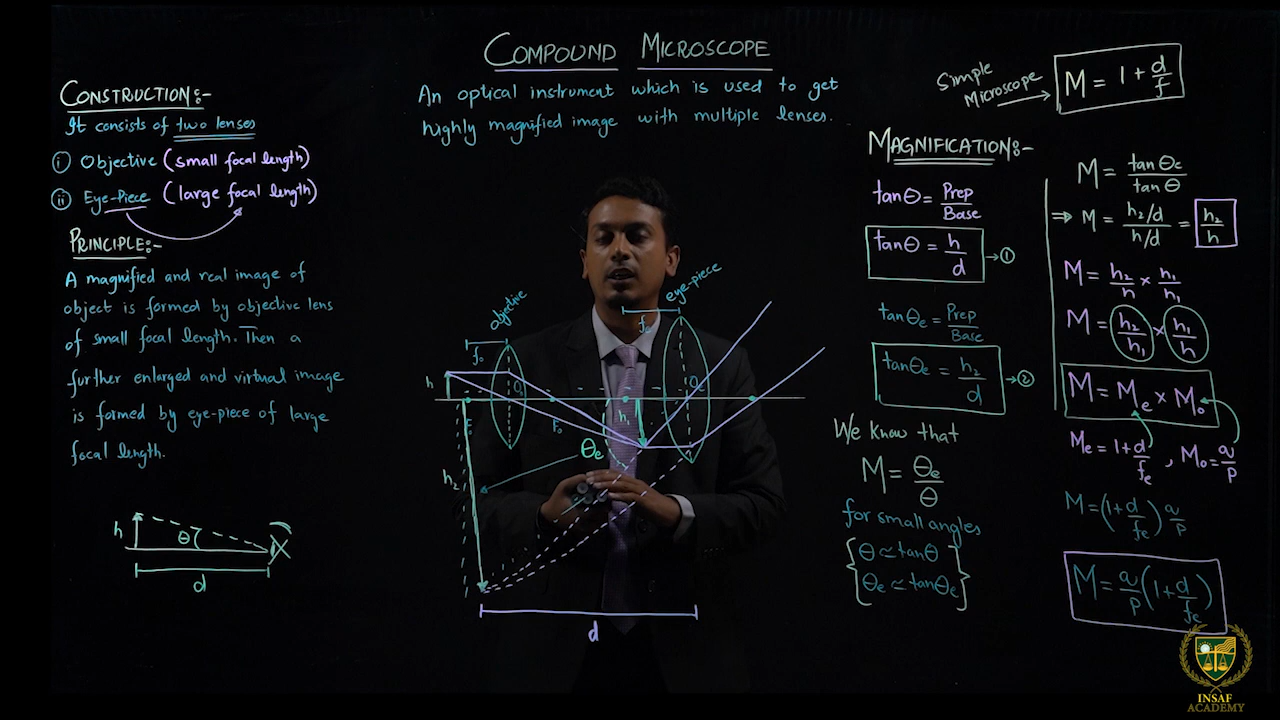 COMPOUND MICROSCOPE
An optical instrument which is used to get
highly magnified image with multiple lenses.
CONSTRUCTION:-
It consists of two lenses
(i) Objective (small focal length)
(ii) Eye-Piece (large focal length)
PRINCIPLE:-
A magnified and real image of
object is formed by objective lens
of small focal length. Then a
further enlarged and virtual image
is formed by eye-piece of large
focal length.
h
θ
d
objective
eye-piece
fo
fe
h
O
Oe
Fo
Fo
h1
θe
h2
d
Simple
Microscope
M = 1 + d/f
MAGNIFICATION:-
tanθ = Prep/Base
tanθ = h/d → ①
tanθe = Prep/Base
tanθe = h2/d → ②
We know that
M = θe/θ
for small angles
{θ ≃ tanθ
θe ≃ tanθe}
M = tanθe/tanθ
⇒ M = (h2/d)/(h/d) = h2/h
M = h2/h × h1/h1
M = h2/h1 × h1/h
M = Me × Mo
Me = 1 + d/fe , Mo = q/p
M = (1 + d/fe) q/p
M = q/p (1 + d/fe)
INSAF
ACADEMY